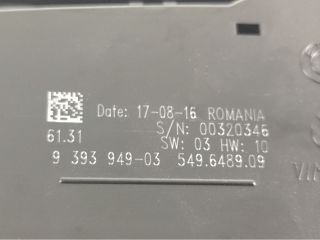 Date: 17-08-16 ROMANIA
S/N: 00320346
61.31
SW: 03 HW: 10
9 393 949-03 549.6489.09